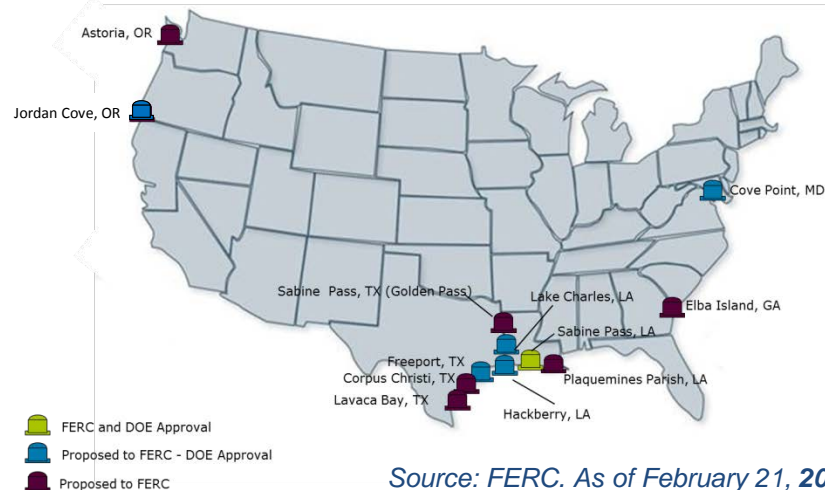 Astoria, OR
Jordan Cove, OR
Cove Point, MD
Sabine  Pass, TX (Golden Pass)
Lake Charles, LA
Elba Island, GA
Sabine Pass, LA
Freeport, TX
Corpus Christi, TX
Plaquemines Parish, LA
Lavaca Bay, TX
Hackberry, LA
FERC and DOE Approval
Proposed to FERC - DOE Approval
Proposed to FERC
Source: FERC. As of February 21, 20